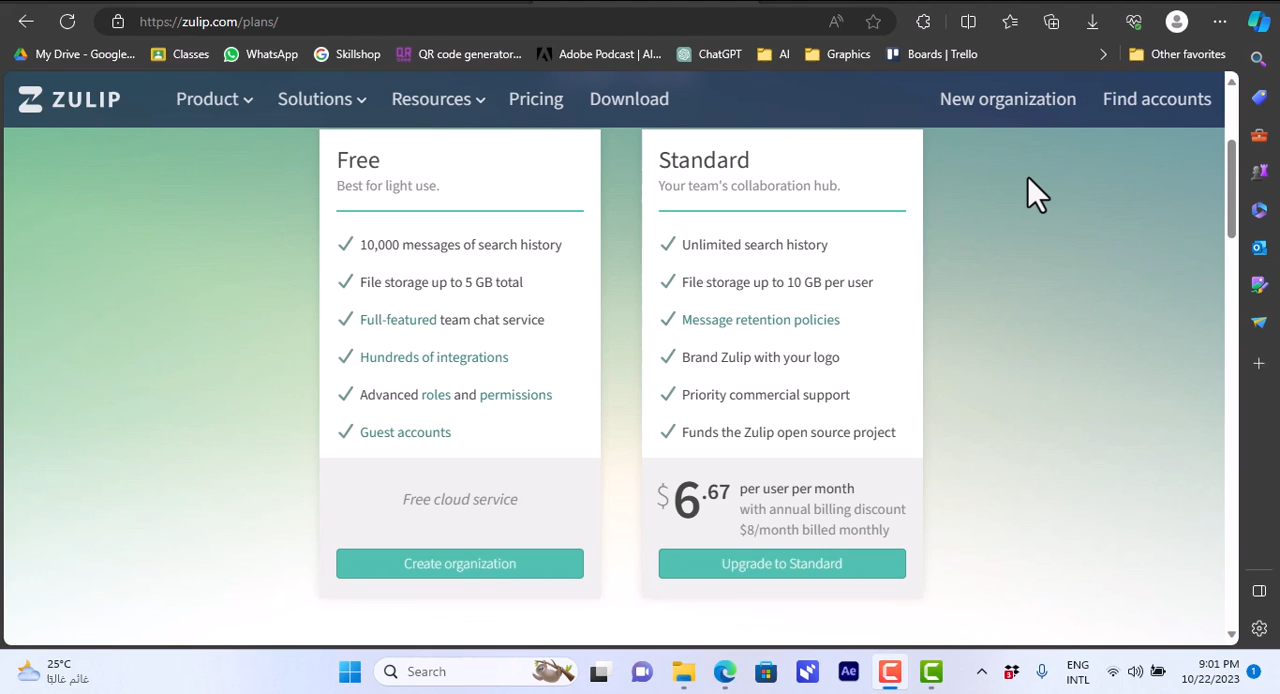 https://zulip.com/plans/
My Drive - Google...
Classes
WhatsApp
Skillshop
QR code generator...
Adobe Podcast | AI...
ChatGPT
AI
Graphics
Boards | Trello
Other favorites
ZULIP
Product
Solutions
Resources
Pricing
Download
New organization
Find accounts
Free
Best for light use.
10,000 messages of search history
File storage up to 5 GB total
Full-featured team chat service
Hundreds of integrations
Advanced roles and permissions
Guest accounts
Free cloud service
Create organization
Standard
Your team's collaboration hub.
Unlimited search history
File storage up to 10 GB per user
Message retention policies
Brand Zulip with your logo
Priority commercial support
Funds the Zulip open source project
$6.67
per user per month
with annual billing discount
$8/month billed monthly
Upgrade to Standard
25°C
غائم غالبًا
Search
Ae
3
ENG
INTL
9:01 PM
10/22/2023
1